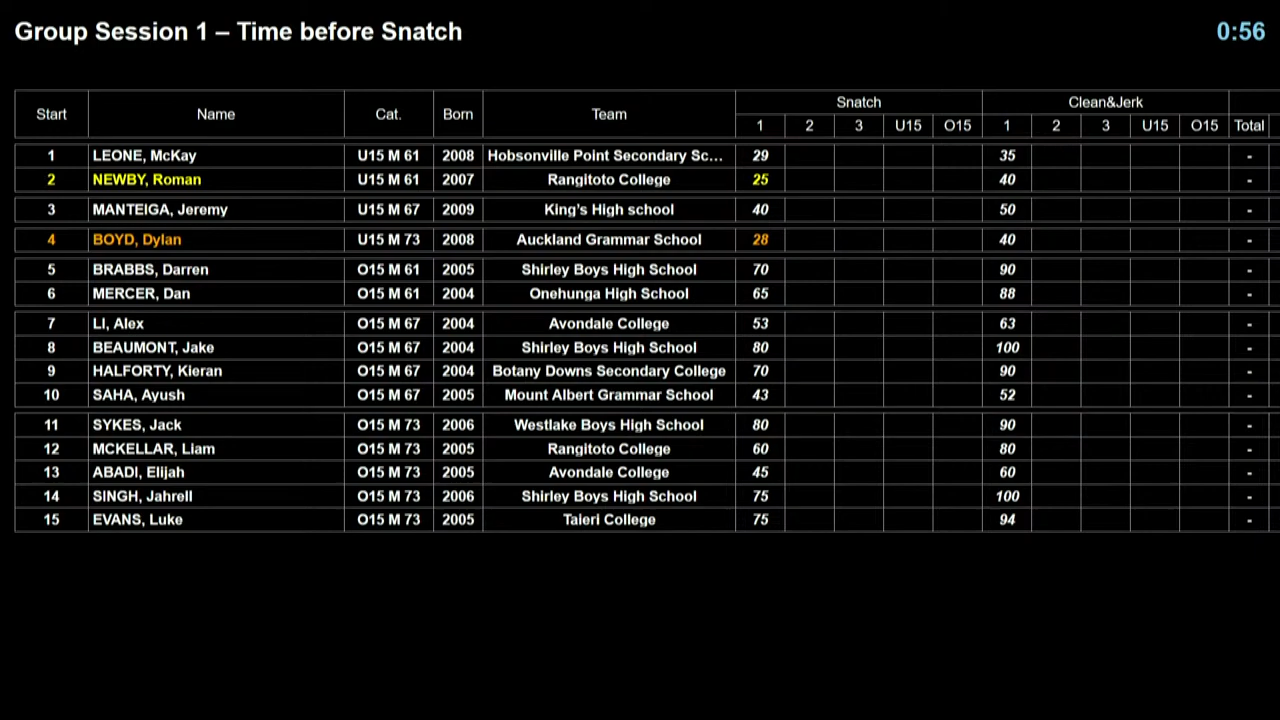 Group Session 1 – Time before Snatch 0:56
Start Name Cat. Born Team Snatch Clean&Jerk
1 2 3 U15 O15 1 2 3 U15 O15 Total
1 LEONE, McKay U15 M 61 2008 Hobsonville Point Secondary Sc… 29 35 -
2 NEWBY, Roman U15 M 61 2007 Rangitoto College 25 40 -
3 MANTEIGA, Jeremy U15 M 67 2009 King’s High school 40 50 -
4 BOYD, Dylan U15 M 73 2008 Auckland Grammar School 28 40 -
5 BRABBS, Darren O15 M 61 2005 Shirley Boys High School 70 90 -
6 MERCER, Dan O15 M 61 2004 Onehunga High School 65 88 -
7 LI, Alex O15 M 67 2004 Avondale College 53 63 -
8 BEAUMONT, Jake O15 M 67 2004 Shirley Boys High School 80 100 -
9 HALFORTY, Kieran O15 M 67 2004 Botany Downs Secondary College 70 90 -
10 SAHA, Ayush O15 M 67 2005 Mount Albert Grammar School 43 52 -
11 SYKES, Jack O15 M 73 2006 Westlake Boys High School 80 90 -
12 MCKELLAR, Liam O15 M 73 2005 Rangitoto College 60 80 -
13 ABADI, Elijah O15 M 73 2005 Avondale College 45 60 -
14 SINGH, Jahrell O15 M 73 2006 Shirley Boys High School 75 100 -
15 EVANS, Luke O15 M 73 2005 Taieri College 75 94 -